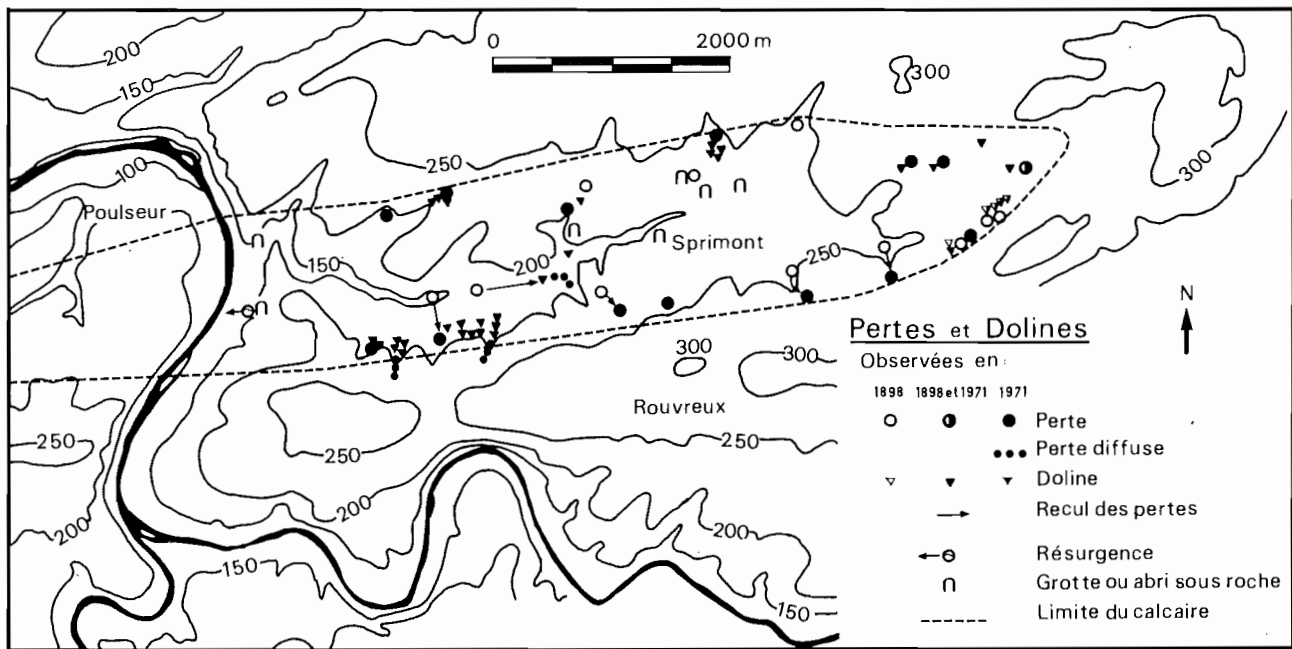 0 2000 m
200
300
150
250
300
100
Poulseur
Sprimont
150
200
250
N
Pertes et Dolines
Observées en :
1898 1898 et 1971 1971
Perte
Perte diffuse
Doline
Recul des pertes
Résurgence
Grotte ou abri sous roche
Limite du calcaire
300
300
Rouvreux
250
250
200
200
200
150
150